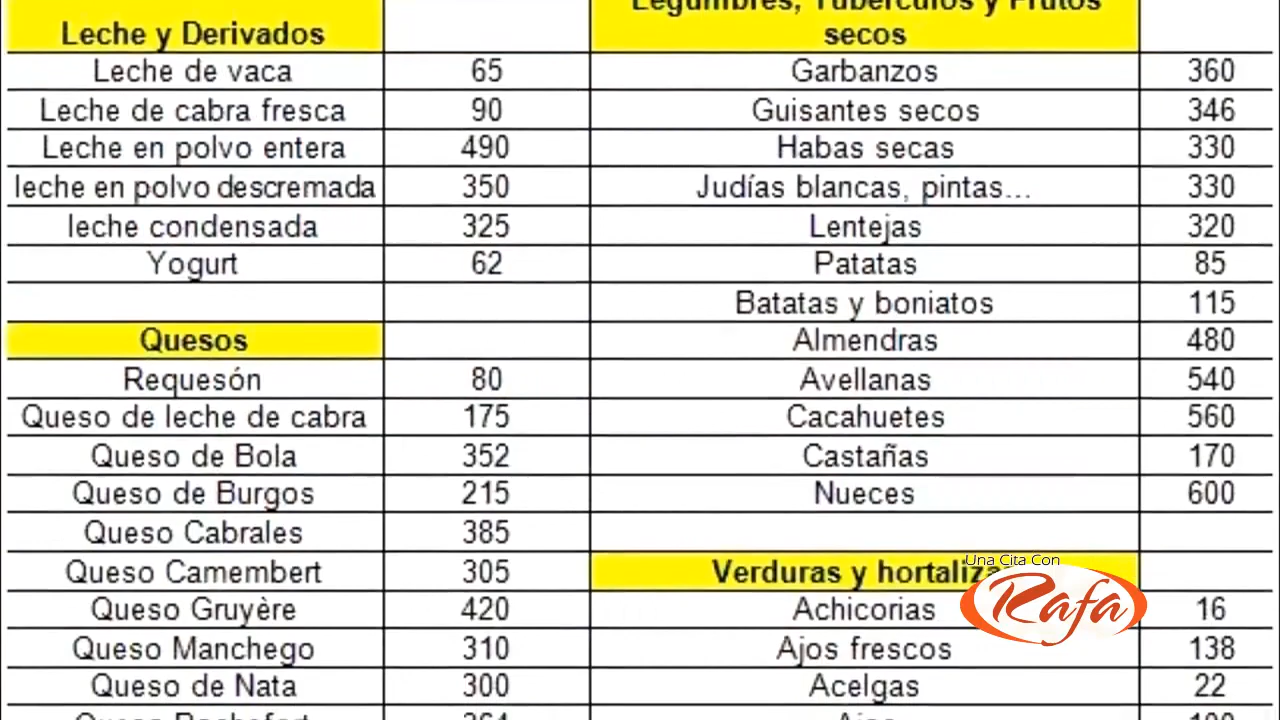 Leche y Derivados
Leche de vaca 65
Leche de cabra fresca 90
Leche en polvo entera 490
leche en polvo descremada 350
leche condensada 325
Yogurt 62
Quesos
Requesón 80
Queso de leche de cabra 175
Queso de Bola 352
Queso de Burgos 215
Queso Cabrales 385
Queso Camembert 305
Queso Gruyère 420
Queso Manchego 310
Queso de Nata 300
Legumbres, Tubérculos y Frutos
secos
Garbanzos 360
Guisantes secos 346
Habas secas 330
Judías blancas, pintas... 330
Lentejas 320
Patatas 85
Batatas y boniatos 115
Almendras 480
Avellanas 540
Cacahuetes 560
Castañas 170
Nueces 600
Verduras y
Achicorias 16
Ajos frescos 138
Acelgas 22
Una Cita Con
Rafa